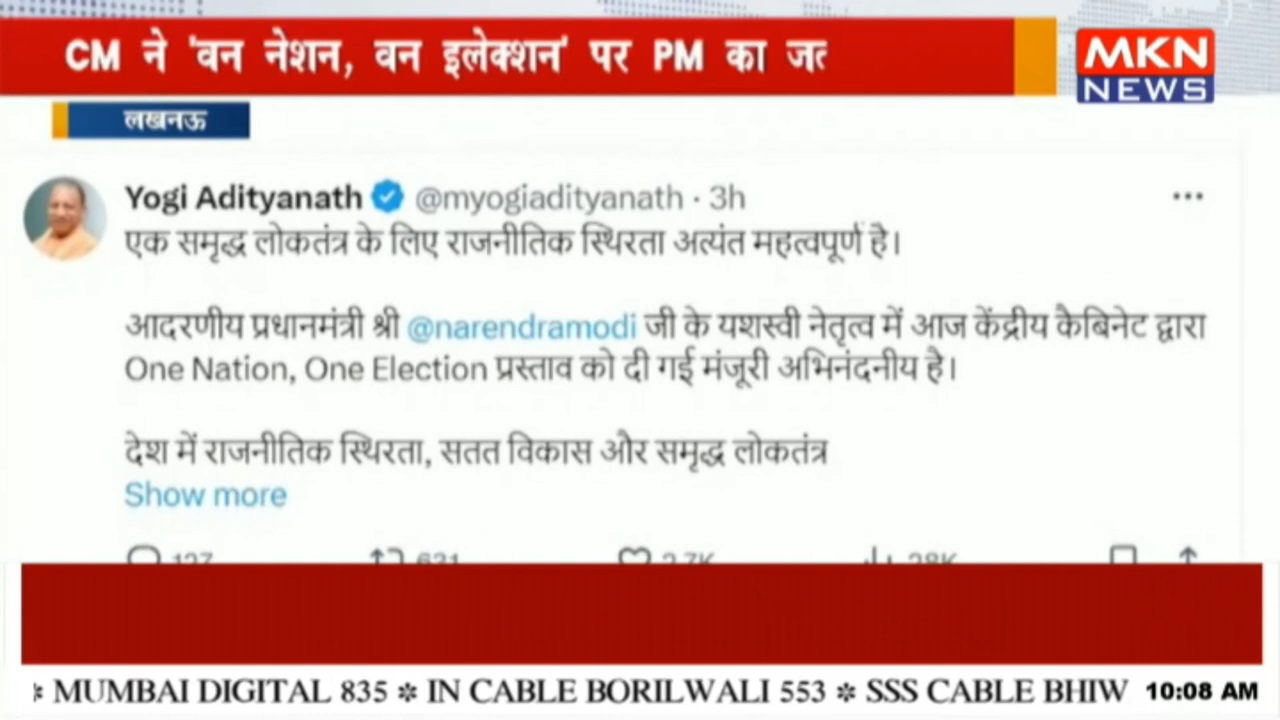 CM ने 'वन नेशन, वन इलेक्शन' पर PM का
MKN
NEWS
लखनऊ
Yogi Adityanath @myogiadityanath · 3h
एक समृद्ध लोकतंत्र के लिए राजनीतिक स्थिरता अत्यंत महत्वपूर्ण है।
आदरणीय प्रधानमंत्री श्री @narendramodi जी के यशस्वी नेतृत्व में आज केंद्रीय कैबिनेट द्वारा
One Nation, One Election प्रस्ताव को दी गई मंजूरी अभिनंदनीय है।
देश में राजनीतिक स्थिरता, सतत विकास और समृद्ध लोकतंत्र
Show more
* MUMBAI DIGITAL 835 * IN CABLE BORILWALI 553 * SSS CABLE BHIW 10:08 AM